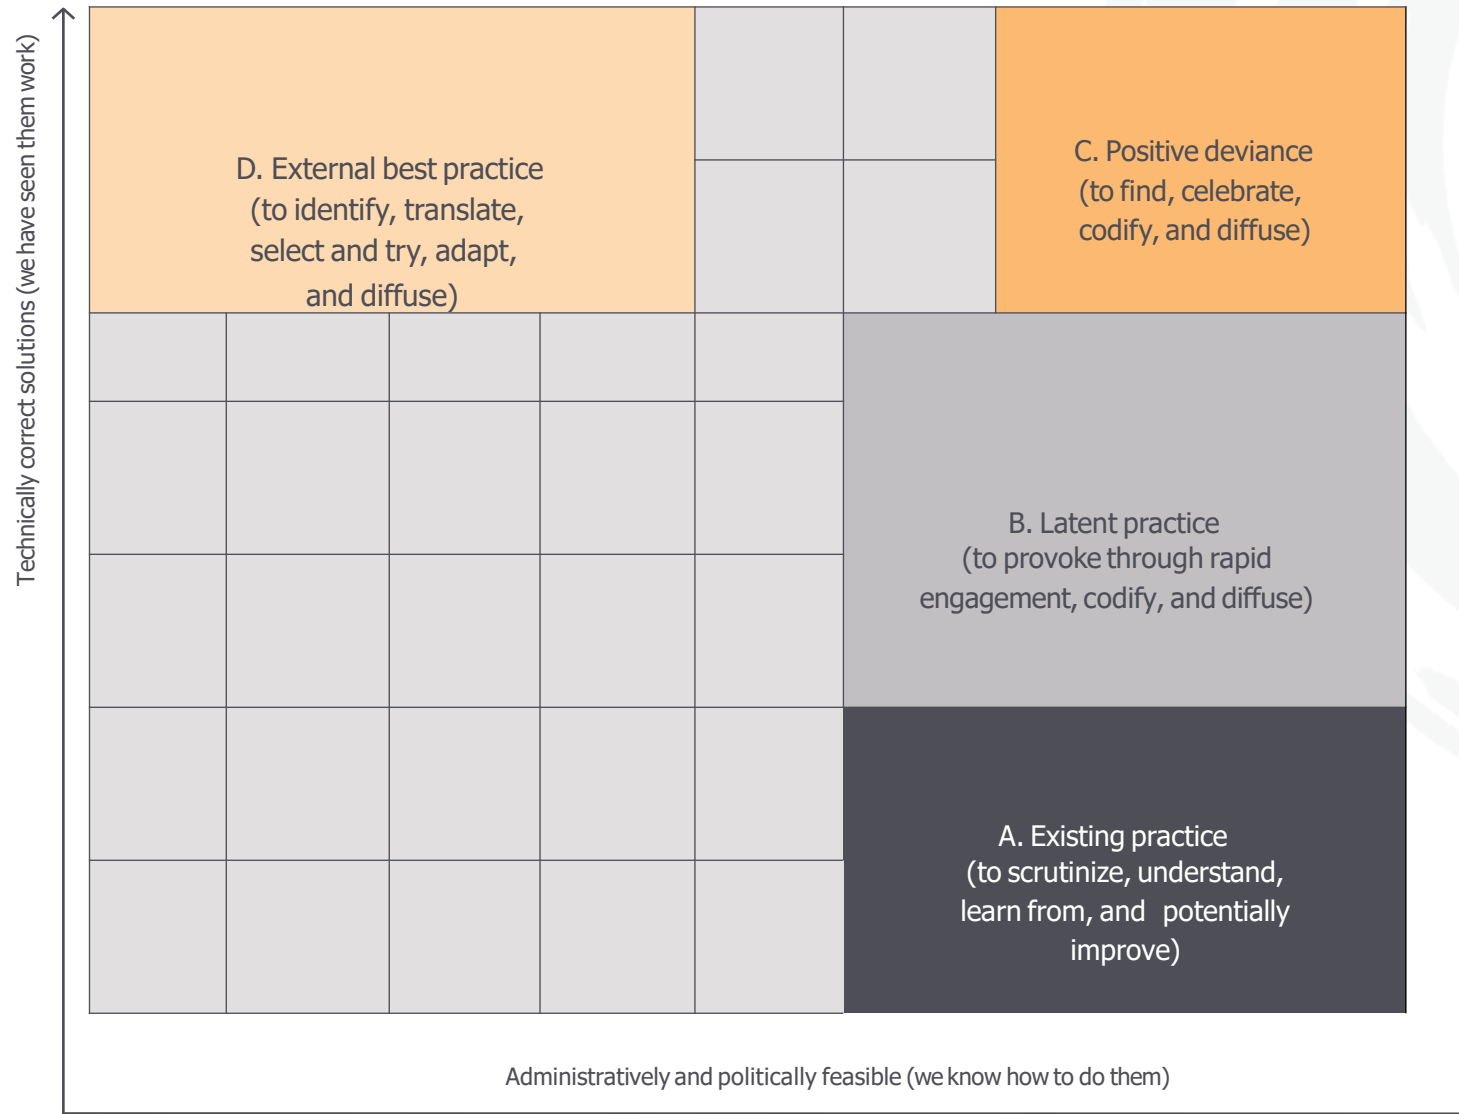 Technically correct solutions (we have seen them work)
D. External best practice
(to identify, translate,
select and try, adapt,
and diffuse)
C. Positive deviance
(to find, celebrate,
codify, and diffuse)
B. Latent practice
(to provoke through rapid
engagement, codify, and diffuse)
A. Existing practice
(to scrutinize, understand,
learn from, and potentially
improve)
Administratively and politically feasible (we know how to do them)